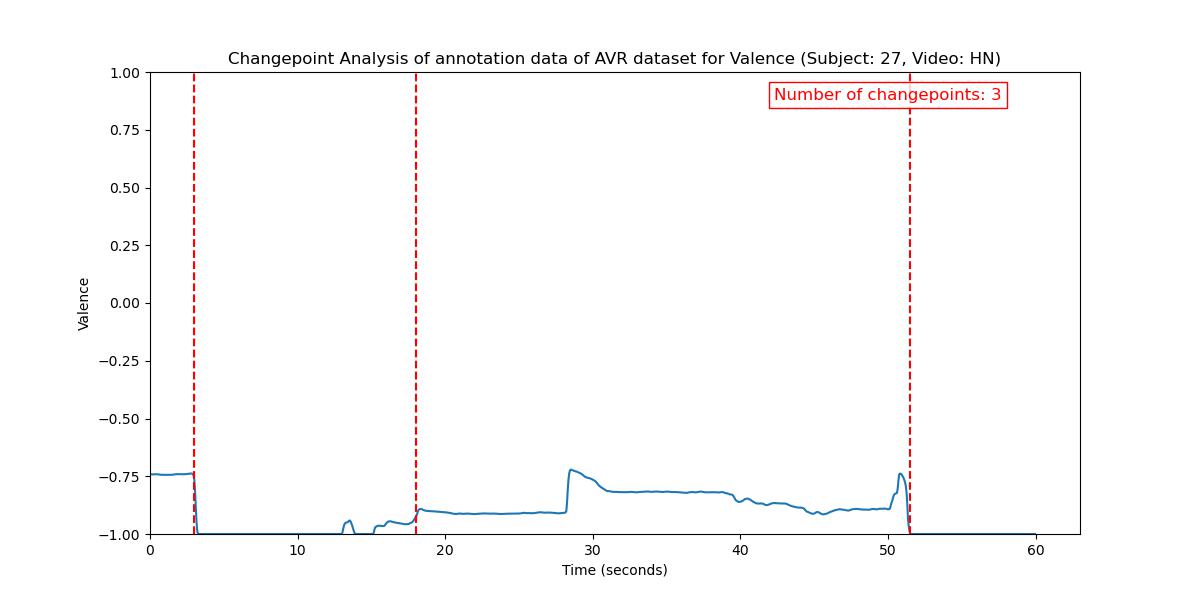 Changepoint Analysis of annotation data of AVR dataset for Valence (Subject: 27, Video: HN)
Number of changepoints: 3
Valence
1.00
0.75
0.50
0.25
0.00
−0.25
−0.50
−0.75
−1.00
0 10 20 30 40 50 60
Time (seconds)